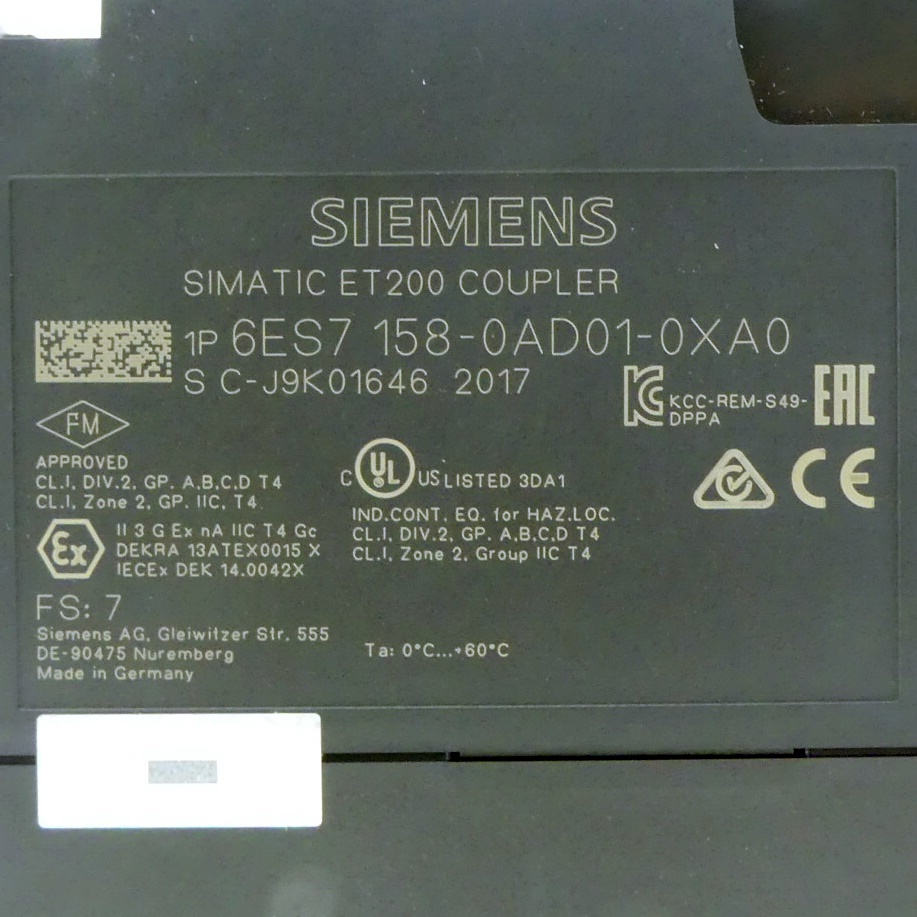 SIEMENS
SIMATIC ET200 COUPLER
1P 6ES7 158-0AD01-0XA0
S C-J9K01646 2017
KCC-REM-S49-
DPPA
EAC
FM
APPROVED
CL.I, DIV.2, GP. A,B,C,D T4
CL.I, Zone 2, GP. IIC, T4
C UL US LISTED 3DA1
IND.CONT. EQ. for HAZ.LOC.
CL.I, DIV.2, GP. A,B,C,D T4
CL.I, Zone 2, Group IIC T4
CE
Ex
II 3 G Ex nA IIC T4 Gc
DEKRA 13ATEX0015 X
IECEx DEK 14.0042X
FS: 7
Siemens AG, Gleiwitzer Str. 555
DE-90475 Nuremberg
Made in Germany
Ta: 0°C...+60°C